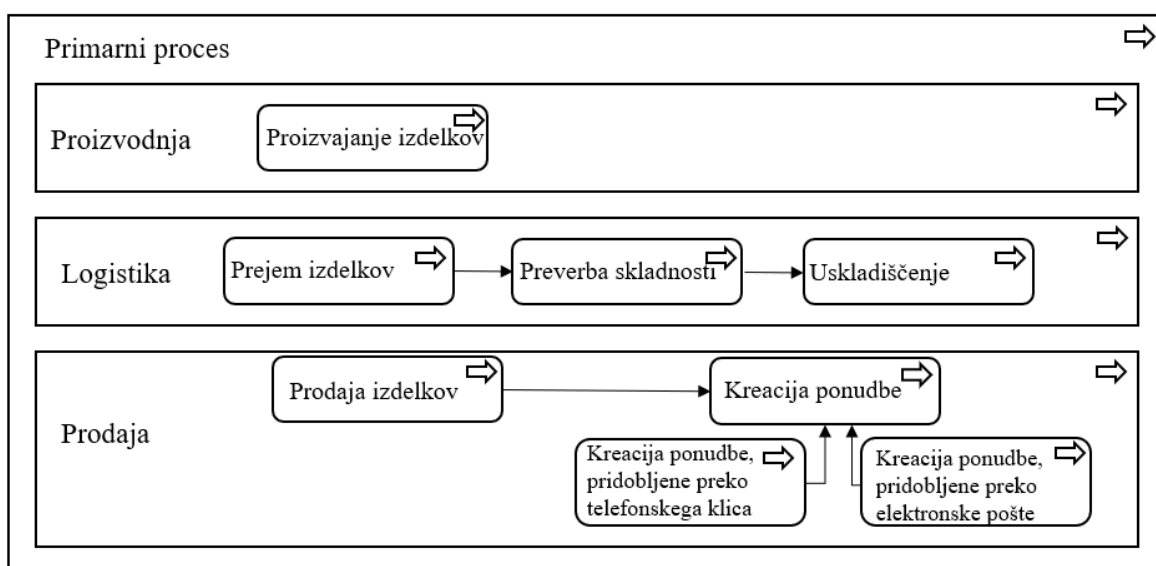 Primarni proces
Proizvodnja
Proizvajanje izdelkov
Logistika
Prejem izdelkov
Preverba skladnosti
Uskladiščenje
Prodaja
Prodaja izdelkov
Kreacija ponudbe
Kreacija ponudbe,
pridobljene preko
telefonskega klica
Kreacija ponudbe,
pridobljene preko
elektronske pošte